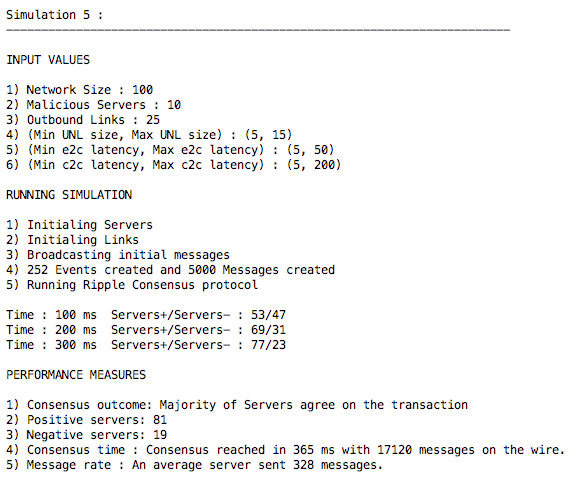 Simulation 5 :
------------------------------------------------------------------------
INPUT VALUES
1) Network Size : 100
2) Malicious Servers : 10
3) Outbound Links : 25
4) (Min UNL size, Max UNL size) : (5, 15)
5) (Min e2c latency, Max e2c latency) : (5, 50)
6) (Min c2c latency, Max c2c latency) : (5, 200)
RUNNING SIMULATION
1) Initialing Servers
2) Initialing Links
3) Broadcasting initial messages
4) 252 Events created and 5000 Messages created
5) Running Ripple Consensus protocol
Time : 100 ms  Servers+/Servers- : 53/47
Time : 200 ms  Servers+/Servers- : 69/31
Time : 300 ms  Servers+/Servers- : 77/23
PERFORMANCE MEASURES
1) Consensus outcome: Majority of Servers agree on the transaction
2) Positive servers: 81
3) Negative servers: 19
4) Consensus time : Consensus reached in 365 ms with 17120 messages on the wire.
5) Message rate : An average server sent 328 messages.